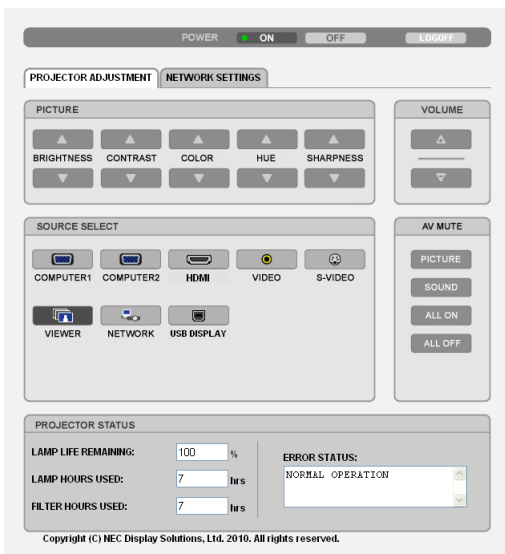 POWER ON OFF LOGOFF
PROJECTOR ADJUSTMENT NETWORK SETTINGS
PICTURE
BRIGHTNESS CONTRAST COLOR HUE SHARPNESS
VOLUME
SOURCE SELECT
COMPUTER1 COMPUTER2 HDMI VIDEO S-VIDEO
VIEWER NETWORK USB DISPLAY
AV MUTE
PICTURE
SOUND
ALL ON
ALL OFF
PROJECTOR STATUS
LAMP LIFE REMAINING: 100 %
LAMP HOURS USED: 7 hrs
FILTER HOURS USED: 7 hrs
ERROR STATUS:
NORMAL OPERATION
Copyright (C) NEC Display Solutions, Ltd. 2010. All rights reserved.